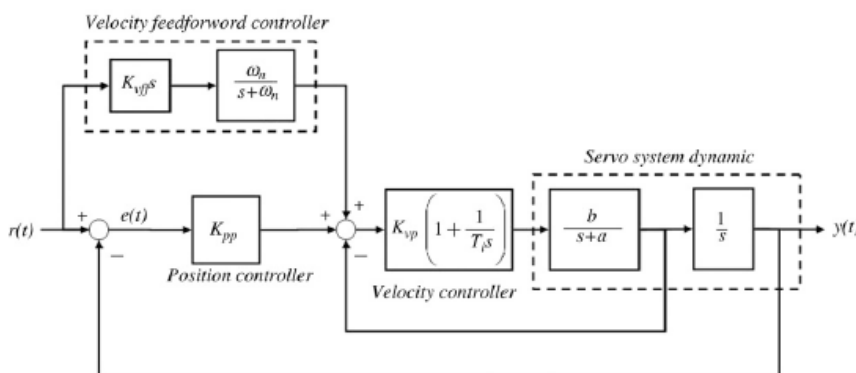 Velocity feedforword controller
K_vff s
ω_n / (s+ω_n)
Servo system dynamic
r(t)
+
e(t)
K_pp
+
+
K_vp (1 + 1/(T_i s))
b / (s+a)
1/s
y(t)
−
−
Position controller
Velocity controller